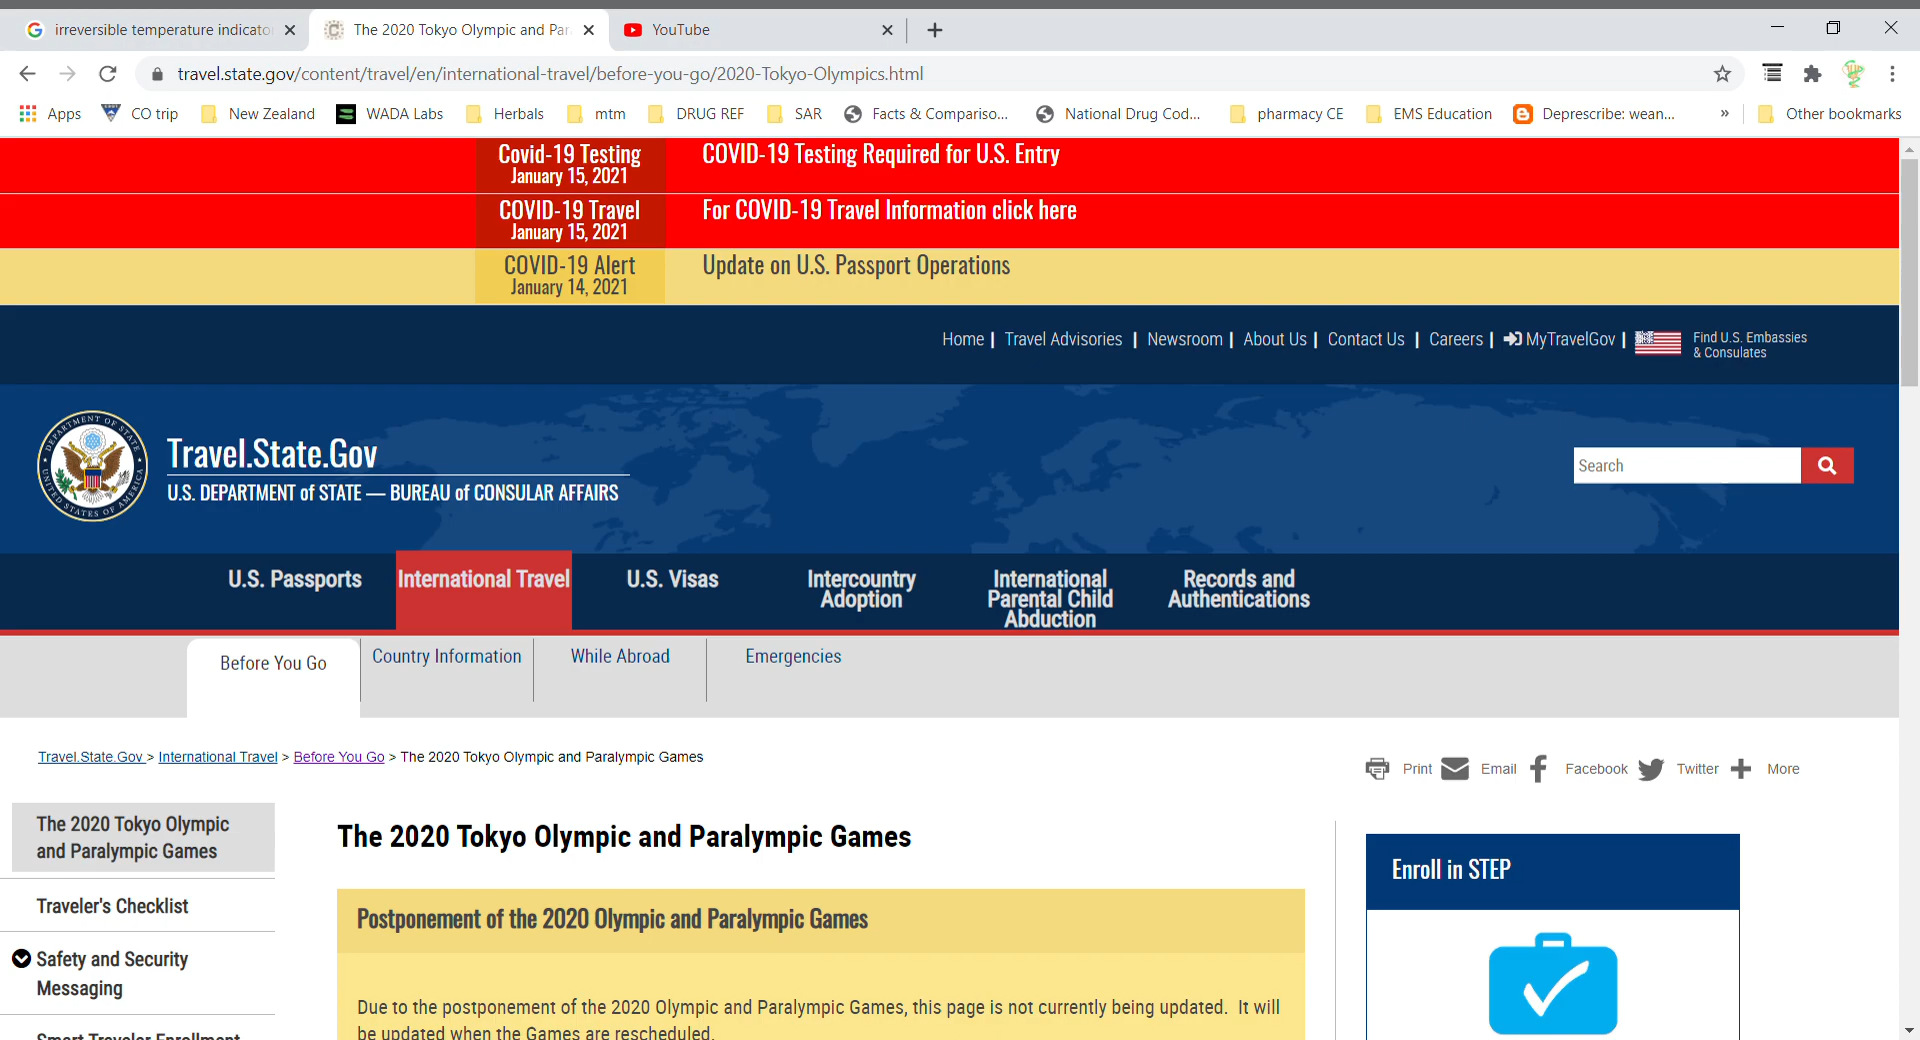 irreversible temperature indicato
The 2020 Tokyo Olympic and Par
YouTube
travel.state.gov/content/travel/en/international-travel/before-you-go/2020-Tokyo-Olympics.html
Apps
CO trip
New Zealand
WADA Labs
Herbals
mtm
DRUG REF
SAR
Facts & Compariso...
National Drug Cod...
pharmacy CE
EMS Education
Deprescribe: wean...
»
Other bookmarks
Covid-19 Testing
January 15, 2021
COVID-19 Testing Required for U.S. Entry
COVID-19 Travel
January 15, 2021
For COVID-19 Travel Information click here
COVID-19 Alert
January 14, 2021
Update on U.S. Passport Operations
Home | Travel Advisories | Newsroom | About Us | Contact Us | Careers | MyTravelGov |
Find U.S. Embassies
& Consulates
DEPARTMENT OF STATE
UNITED STATES OF AMERICA
Travel.State.Gov
U.S. DEPARTMENT of STATE — BUREAU of CONSULAR AFFAIRS
Search
U.S. Passports
International Travel
U.S. Visas
Intercountry
Adoption
International
Parental Child
Abduction
Records and
Authentications
Before You Go
Country Information
While Abroad
Emergencies
Travel.State.Gov > International Travel > Before You Go > The 2020 Tokyo Olympic and Paralympic Games
Print
Email
Facebook
Twitter
More
The 2020 Tokyo Olympic
and Paralympic Games
Traveler's Checklist
Safety and Security
Messaging
Smart Traveler Enrollment
The 2020 Tokyo Olympic and Paralympic Games
Postponement of the 2020 Olympic and Paralympic Games
Due to the postponement of the 2020 Olympic and Paralympic Games, this page is not currently being updated. It will
be updated when the Games are rescheduled.
Enroll in STEP